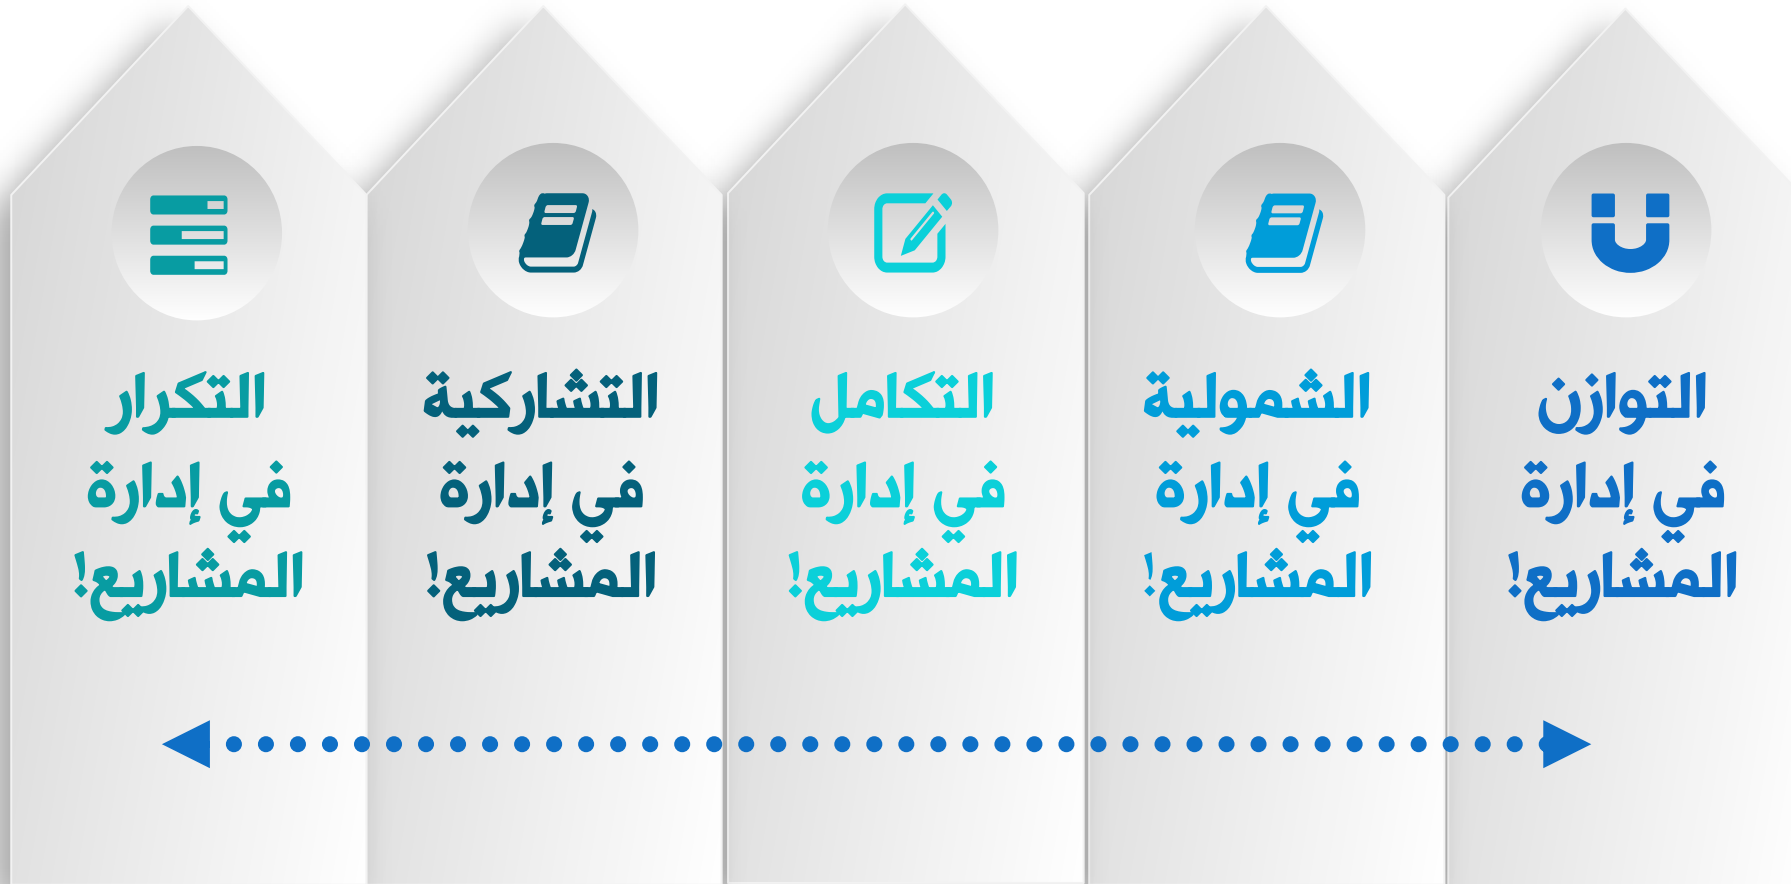 التوازن
في إدارة
المشاريع!
الشمولية
في إدارة
المشاريع!
التكامل
في إدارة
المشاريع!
التشاركية
في إدارة
المشاريع!
التكرار
في إدارة
المشاريع!